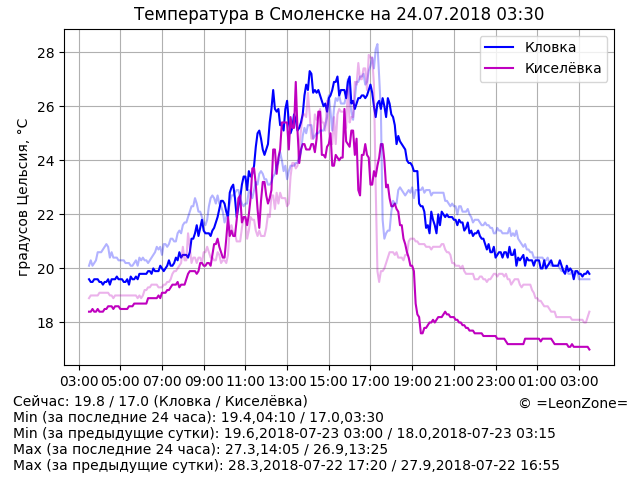 Температура в Смоленске на 24.07.2018 03:30
Кловка
Киселёвка
градусов Цельсия, °C
28
26
24
22
20
18
03:00 05:00 07:00 09:00 11:00 13:00 15:00 17:00 19:00 21:00 23:00 01:00 03:00
Сейчас: 19.8 / 17.0 (Кловка / Киселёвка)
© =LeonZone=
Min (за последние 24 часа): 19.4,04:10 / 17.0,03:30
Min (за предыдущие сутки): 19.6,2018-07-23 03:00 / 18.0,2018-07-23 03:15
Max (за последние 24 часа): 27.3,14:05 / 26.9,13:25
Max (за предыдущие сутки): 28.3,2018-07-22 17:20 / 27.9,2018-07-22 16:55